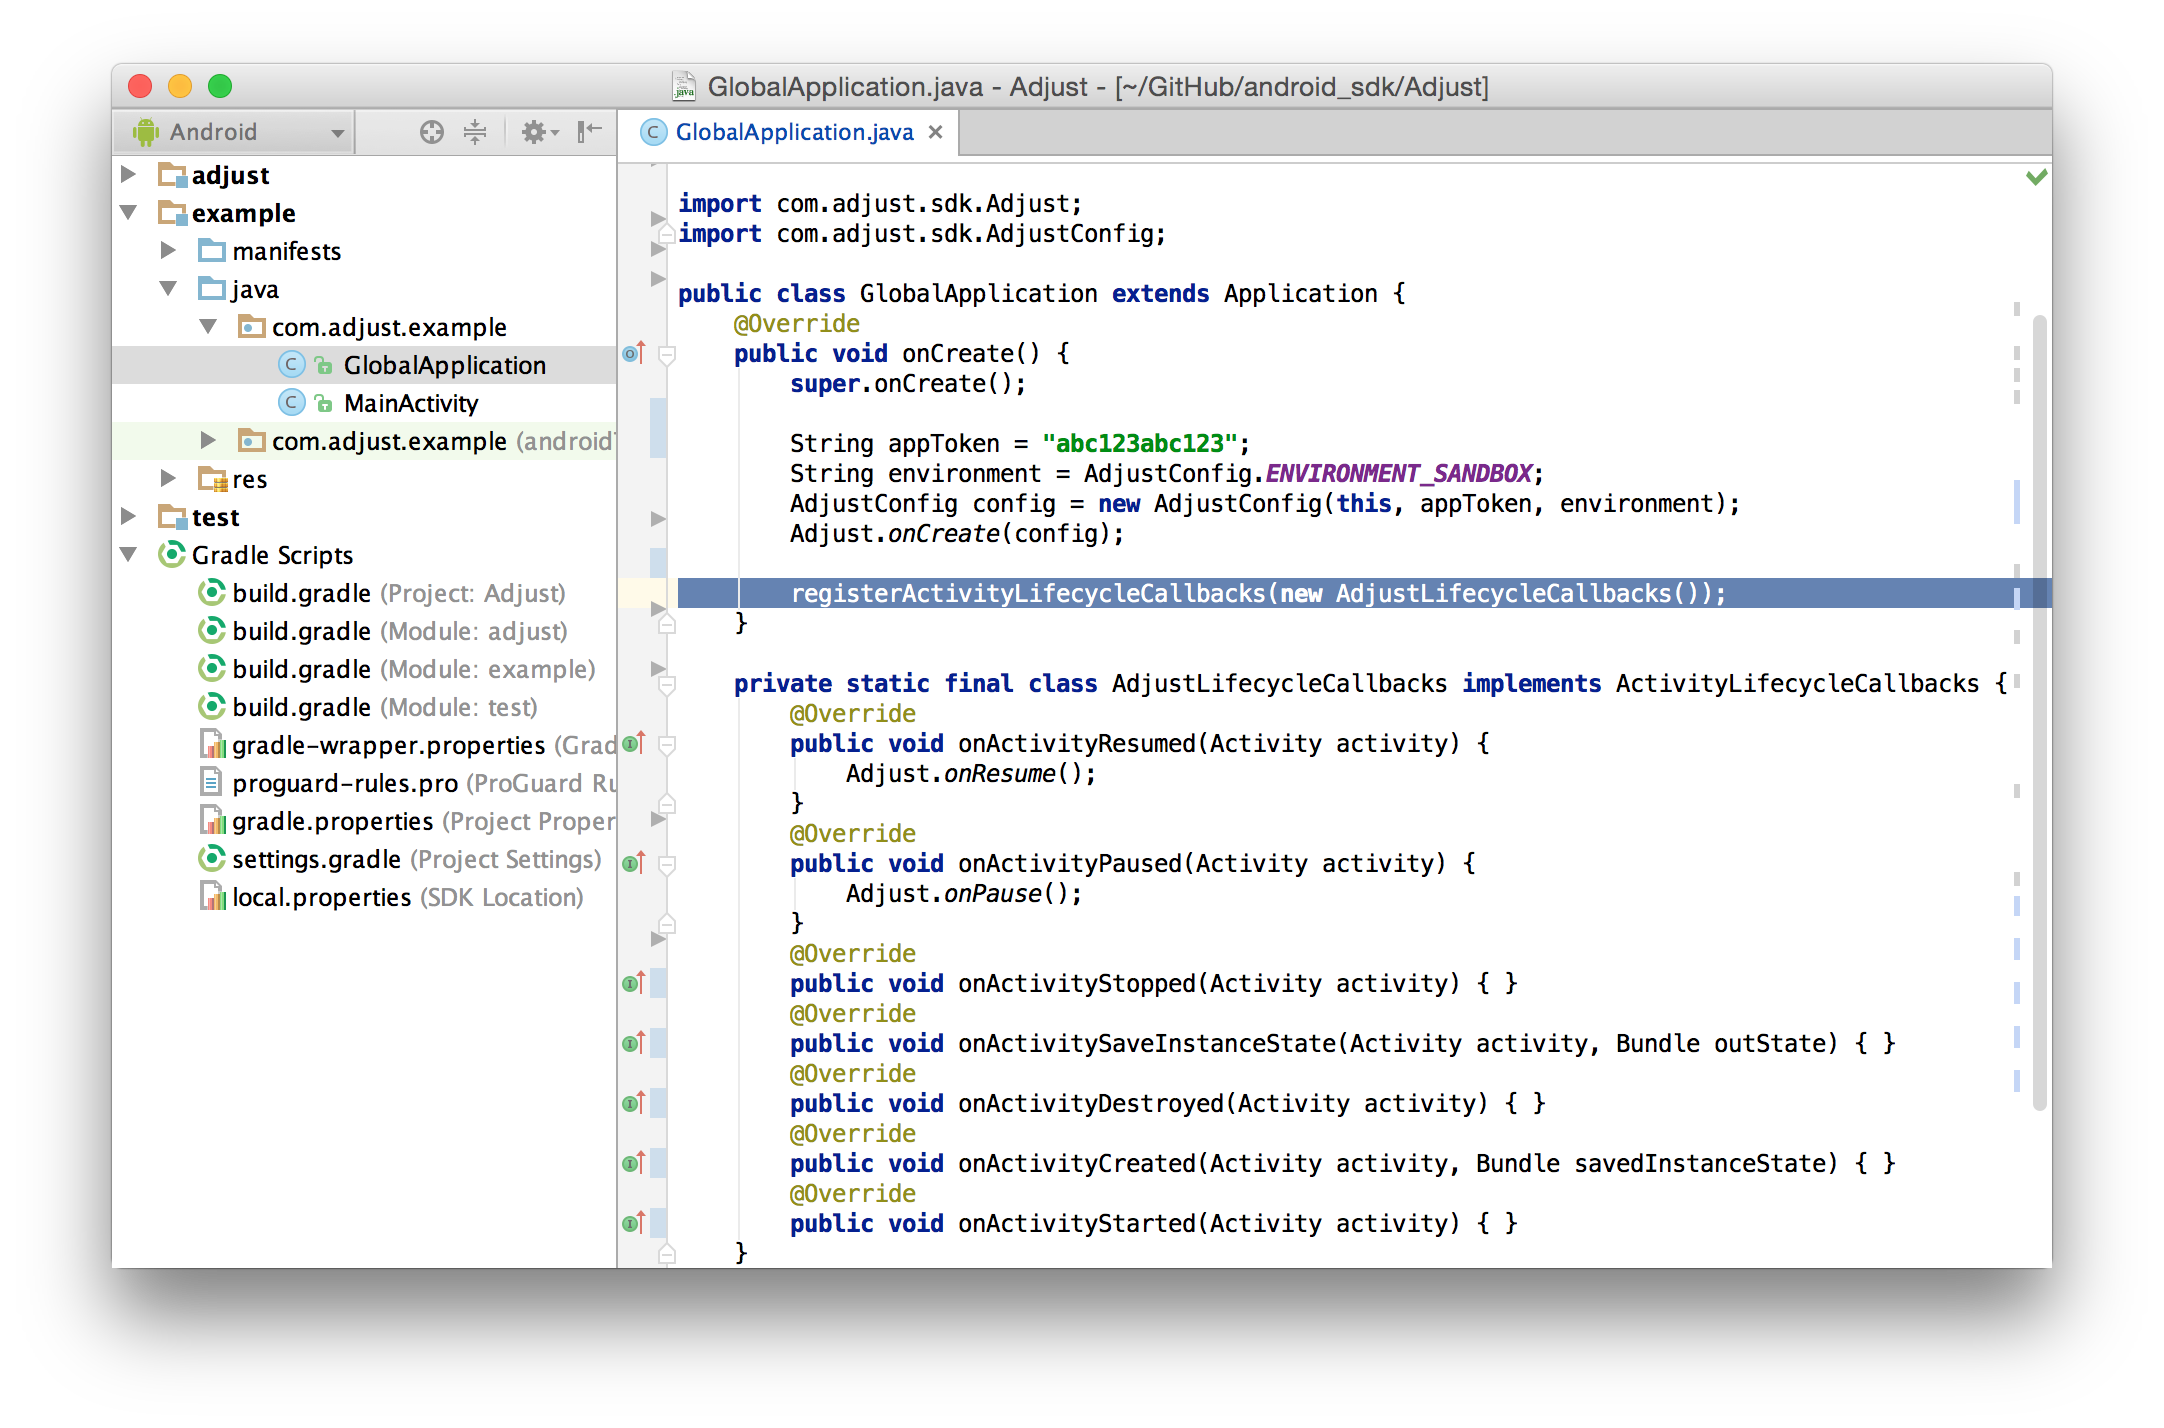 GlobalApplication.java - Adjust - [~/GitHub/android_sdk/Adjust]
Android
adjust
example
manifests
java
com.adjust.example
GlobalApplication
MainActivity
com.adjust.example (android
res
test
Gradle Scripts
build.gradle (Project: Adjust)
build.gradle (Module: adjust)
build.gradle (Module: example)
build.gradle (Module: test)
gradle-wrapper.properties (Grad
proguard-rules.pro (ProGuard Ru
gradle.properties (Project Proper
settings.gradle (Project Settings)
local.properties (SDK Location)
GlobalApplication.java
import com.adjust.sdk.Adjust;
import com.adjust.sdk.AdjustConfig;
public class GlobalApplication extends Application {
@Override
public void onCreate() {
super.onCreate();
String appToken = "abc123abc123";
String environment = AdjustConfig.ENVIRONMENT_SANDBOX;
AdjustConfig config = new AdjustConfig(this, appToken, environment);
Adjust.onCreate(config);
registerActivityLifecycleCallbacks(new AdjustLifecycleCallbacks());
}
private static final class AdjustLifecycleCallbacks implements ActivityLifecycleCallbacks {
@Override
public void onActivityResumed(Activity activity) {
Adjust.onResume();
}
@Override
public void onActivityPaused(Activity activity) {
Adjust.onPause();
}
@Override
public void onActivityStopped(Activity activity) { }
@Override
public void onActivitySaveInstanceState(Activity activity, Bundle outState) { }
@Override
public void onActivityDestroyed(Activity activity) { }
@Override
public void onActivityCreated(Activity activity, Bundle savedInstanceState) { }
@Override
public void onActivityStarted(Activity activity) { }
}